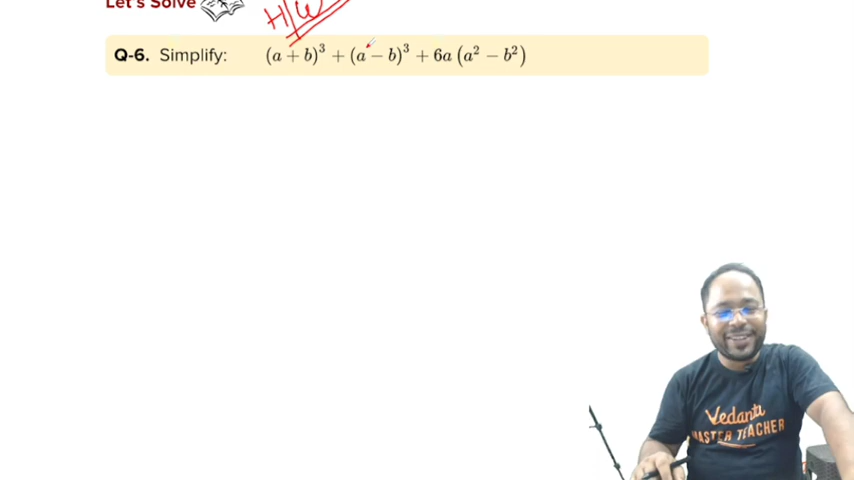 Let's Solve
H/W
Q-6. Simplify: (a + b)³ + (a − b)³ + 6a (a² − b²)
Vedantu
MASTER TEACHER